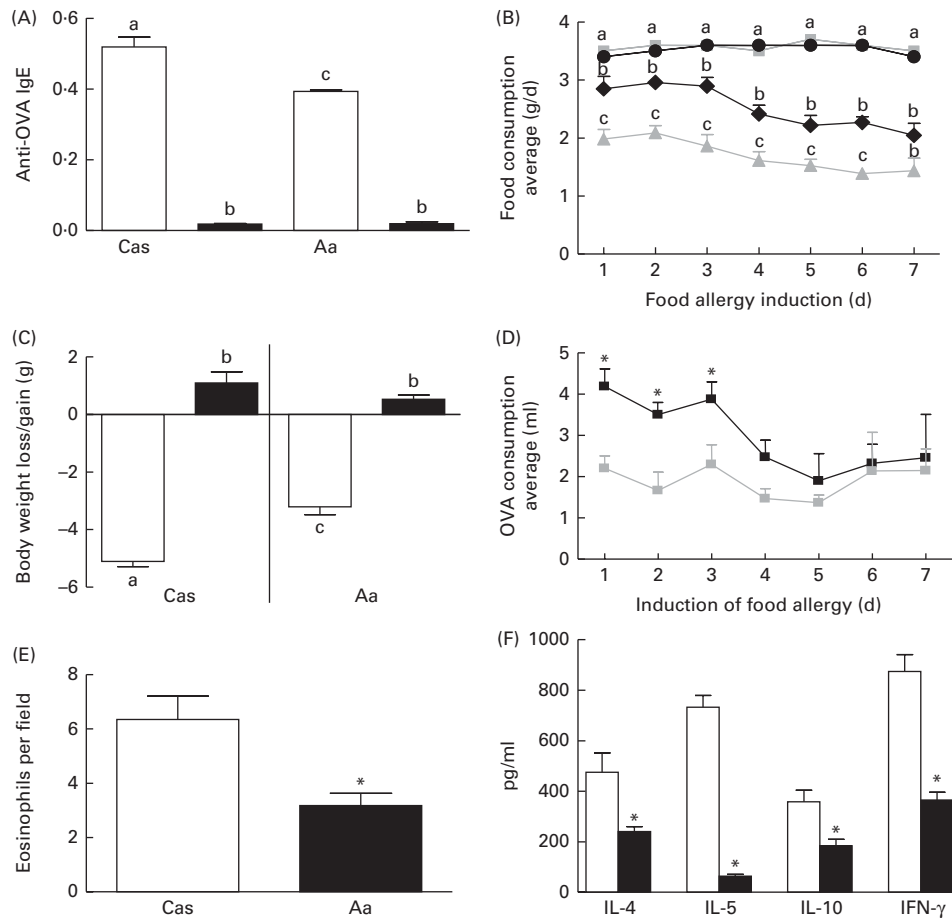 (A)
0·6
0·4
0·2
0·0
Anti-OVA IgE
a
b
c
b
Cas
Aa
(B)
4
3
2
1
0
Food consumption
average (g/d)
a a a a a a a
b b b b b b b
c c c c c c b
1 2 3 4 5 6 7
Food allergy induction (d)
(C)
2
0
–2
–4
–6
Body weight loss/gain (g)
a
b
c
b
Cas
Aa
(D)
5
4
3
2
1
0
OVA consumption
average (ml)
* * *
1 2 3 4 5 6 7
Induction of food allergy (d)
(E)
8
6
4
2
0
Eosinophils per field
*
Cas
Aa
(F)
1000
800
600
400
200
0
pg/ml
* * * *
IL-4 IL-5 IL-10 IFN-γ